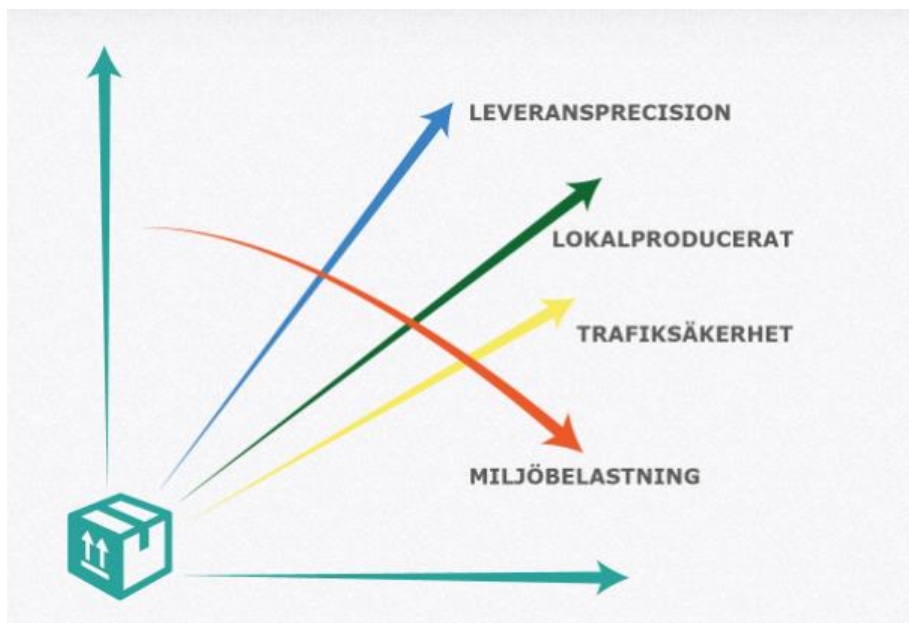 LEVERANSPRECISION
LOKALPRODUCERAT
TRAFIKSÄKERHET
MILJÖBELASTNING